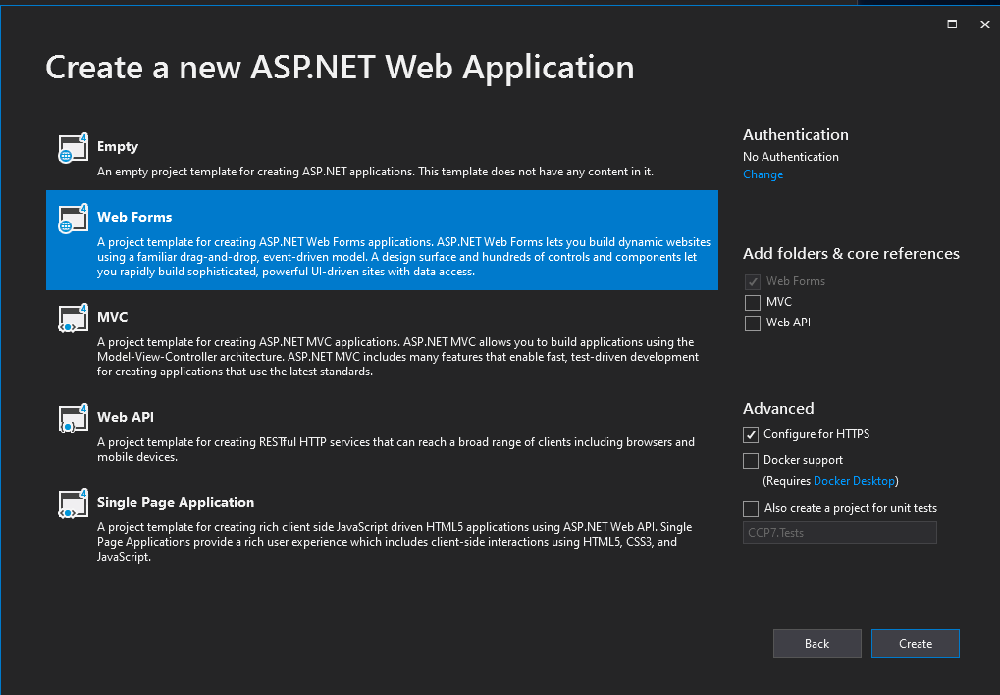 Create a new ASP.NET Web Application
Empty
An empty project template for creating ASP.NET applications. This template does not have any content in it.
Web Forms
A project template for creating ASP.NET Web Forms applications. ASP.NET Web Forms lets you build dynamic websites
using a familiar drag-and-drop, event-driven model. A design surface and hundreds of controls and components let
you rapidly build sophisticated, powerful UI-driven sites with data access.
MVC
A project template for creating ASP.NET MVC applications. ASP.NET MVC allows you to build applications using the
Model-View-Controller architecture. ASP.NET MVC includes many features that enable fast, test-driven development
for creating applications that use the latest standards.
Web API
A project template for creating RESTful HTTP services that can reach a broad range of clients including browsers and
mobile devices.
Single Page Application
A project template for creating rich client side JavaScript driven HTML5 applications using ASP.NET Web API. Single
Page Applications provide a rich user experience which includes client-side interactions using HTML5, CSS3, and
JavaScript.
Authentication
No Authentication
Change
Add folders & core references
Web Forms
MVC
Web API
Advanced
Configure for HTTPS
Docker support
(Requires Docker Desktop)
Also create a project for unit tests
CCP7.Tests
Back
Create